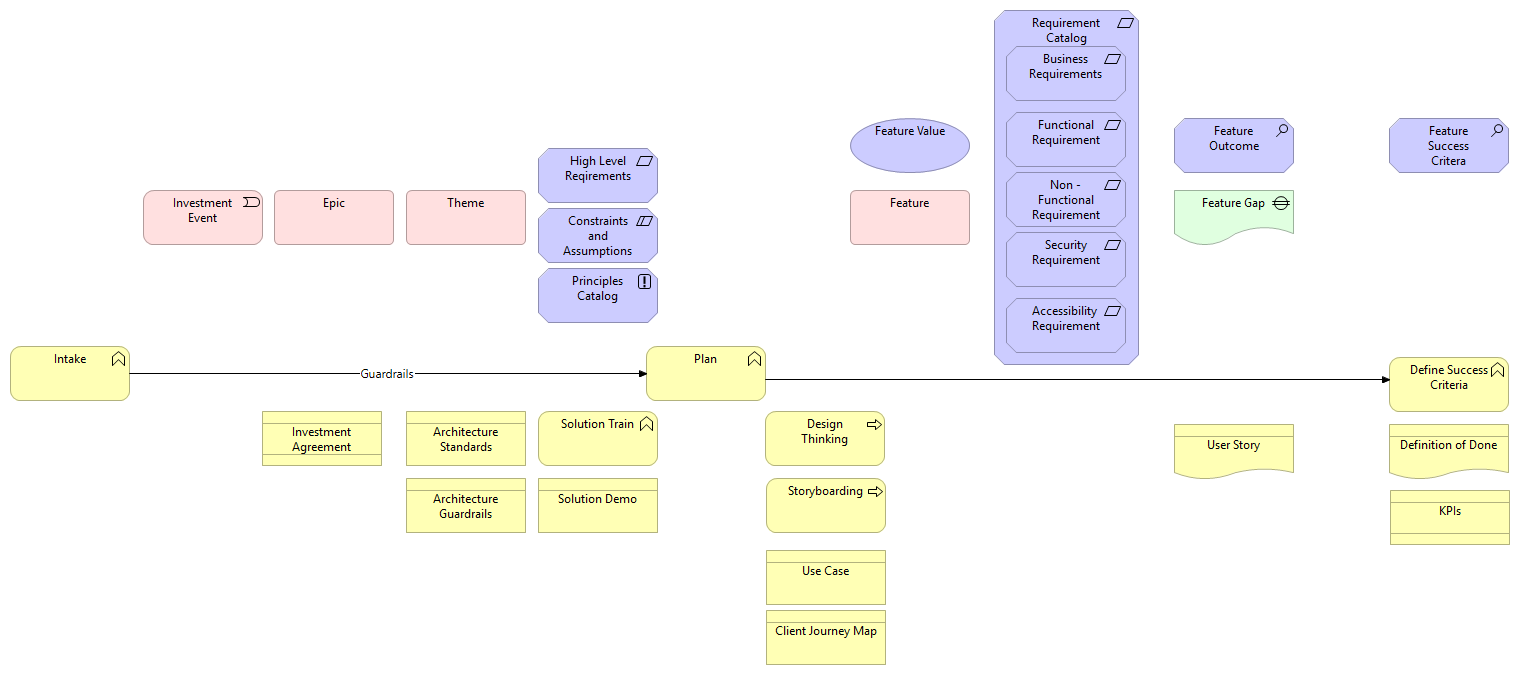 Requirement
Catalog
Business
Requirements
Functional
Requirement
Non -
Functional
Requirement
Security
Requirement
Accessibility
Requirement
Feature Value
Feature
Outcome
Feature
Success
Critera
High Level
Reqirements
Constraints
and
Assumptions
Principles
Catalog
Investment
Event
Epic
Theme
Feature
Feature Gap
Intake
Guardrails
Plan
Define Success
Criteria
Investment
Agreement
Architecture
Standards
Solution Train
Design
Thinking
User Story
Definition of Done
Architecture
Guardrails
Solution Demo
Storyboarding
KPIs
Use Case
Client Journey Map